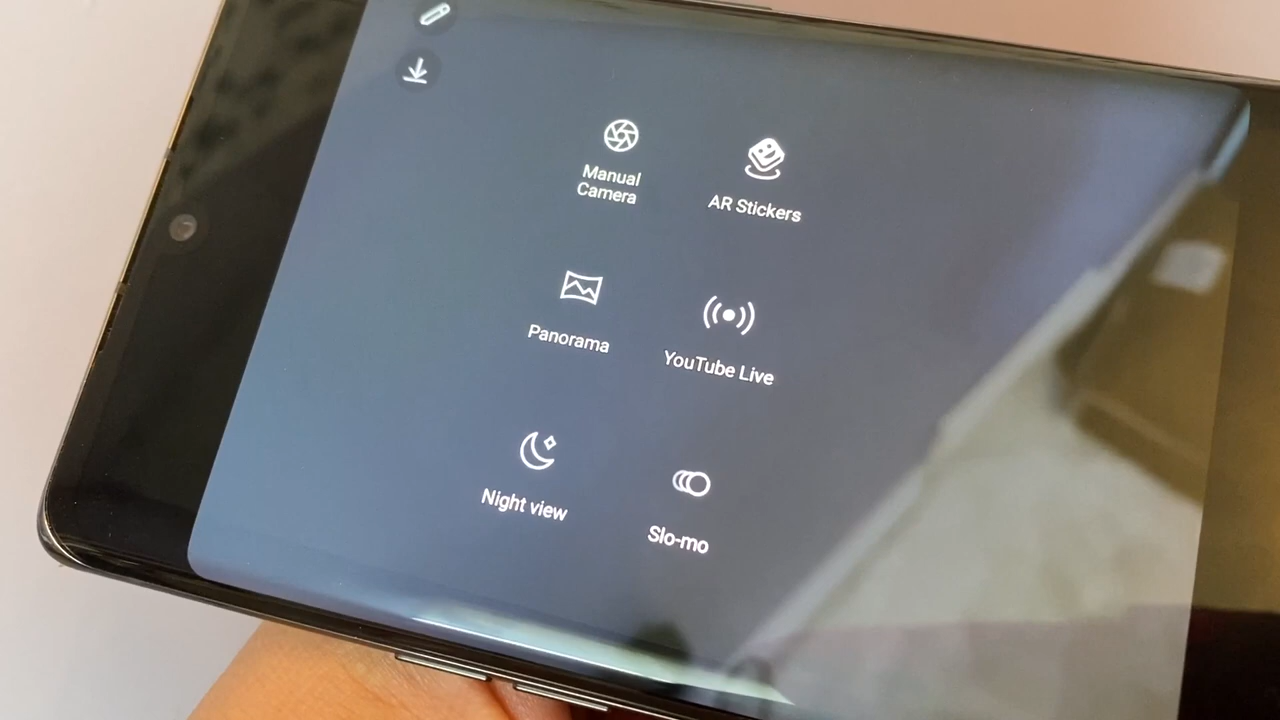 Manual
Camera
AR Stickers
Panorama
YouTube Live
Night view
Slo-mo